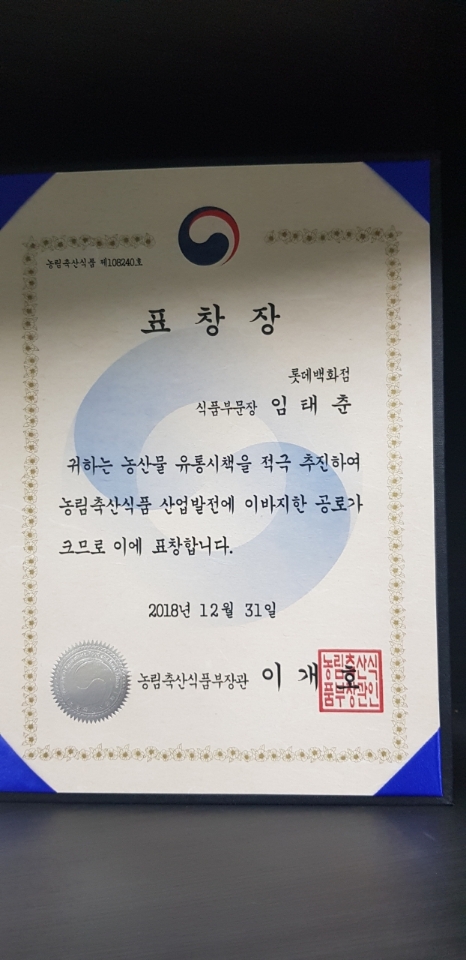 농림축산식품 제108240호
표 창 장
롯데백화점
식품부문장 임 태 춘
귀하는 농산물 유통시책을 적극 추진하여
농림축산식품 산업발전에 이바지한 공로가
크므로 이에 표창합니다.
2018년 12월 31일
농림축산식품부장관 이 개 호
농림축산식
품부장관인